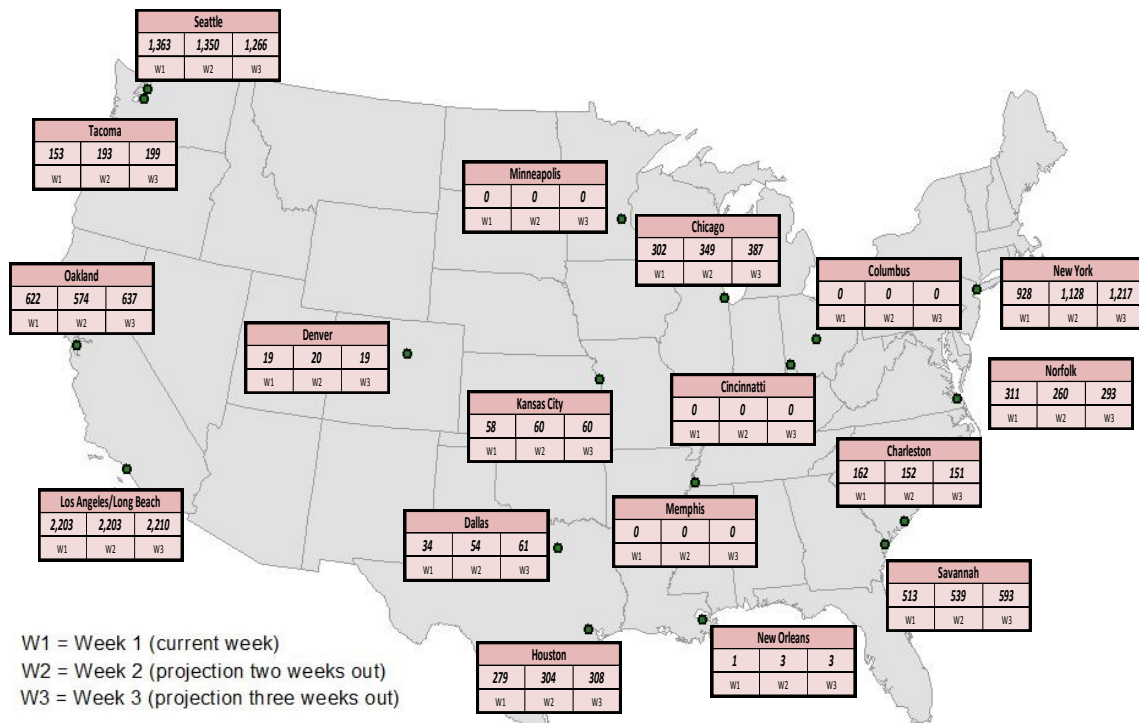 Seattle
1,363 1,350 1,266
W1 W2 W3
Tacoma
153 193 199
W1 W2 W3
Minneapolis
0 0 0
W1 W2 W3
Chicago
302 349 387
W1 W2 W3
Oakland
622 574 637
W1 W2 W3
Columbus
0 0 0
W1 W2 W3
New York
928 1,128 1,217
W1 W2 W3
Denver
19 20 19
W1 W2 W3
Norfolk
311 260 293
W1 W2 W3
Cincinnatti
0 0 0
W1 W2 W3
Kansas City
58 60 60
W1 W2 W3
Charleston
162 152 151
W1 W2 W3
Los Angeles/Long Beach
2,203 2,203 2,210
W1 W2 W3
Memphis
0 0 0
W1 W2 W3
Dallas
34 54 61
W1 W2 W3
Savannah
513 539 593
W1 W2 W3
New Orleans
1 3 3
W1 W2 W3
Houston
279 304 308
W1 W2 W3
W1 = Week 1 (current week)
W2 = Week 2 (projection two weeks out)
W3 = Week 3 (projection three weeks out)